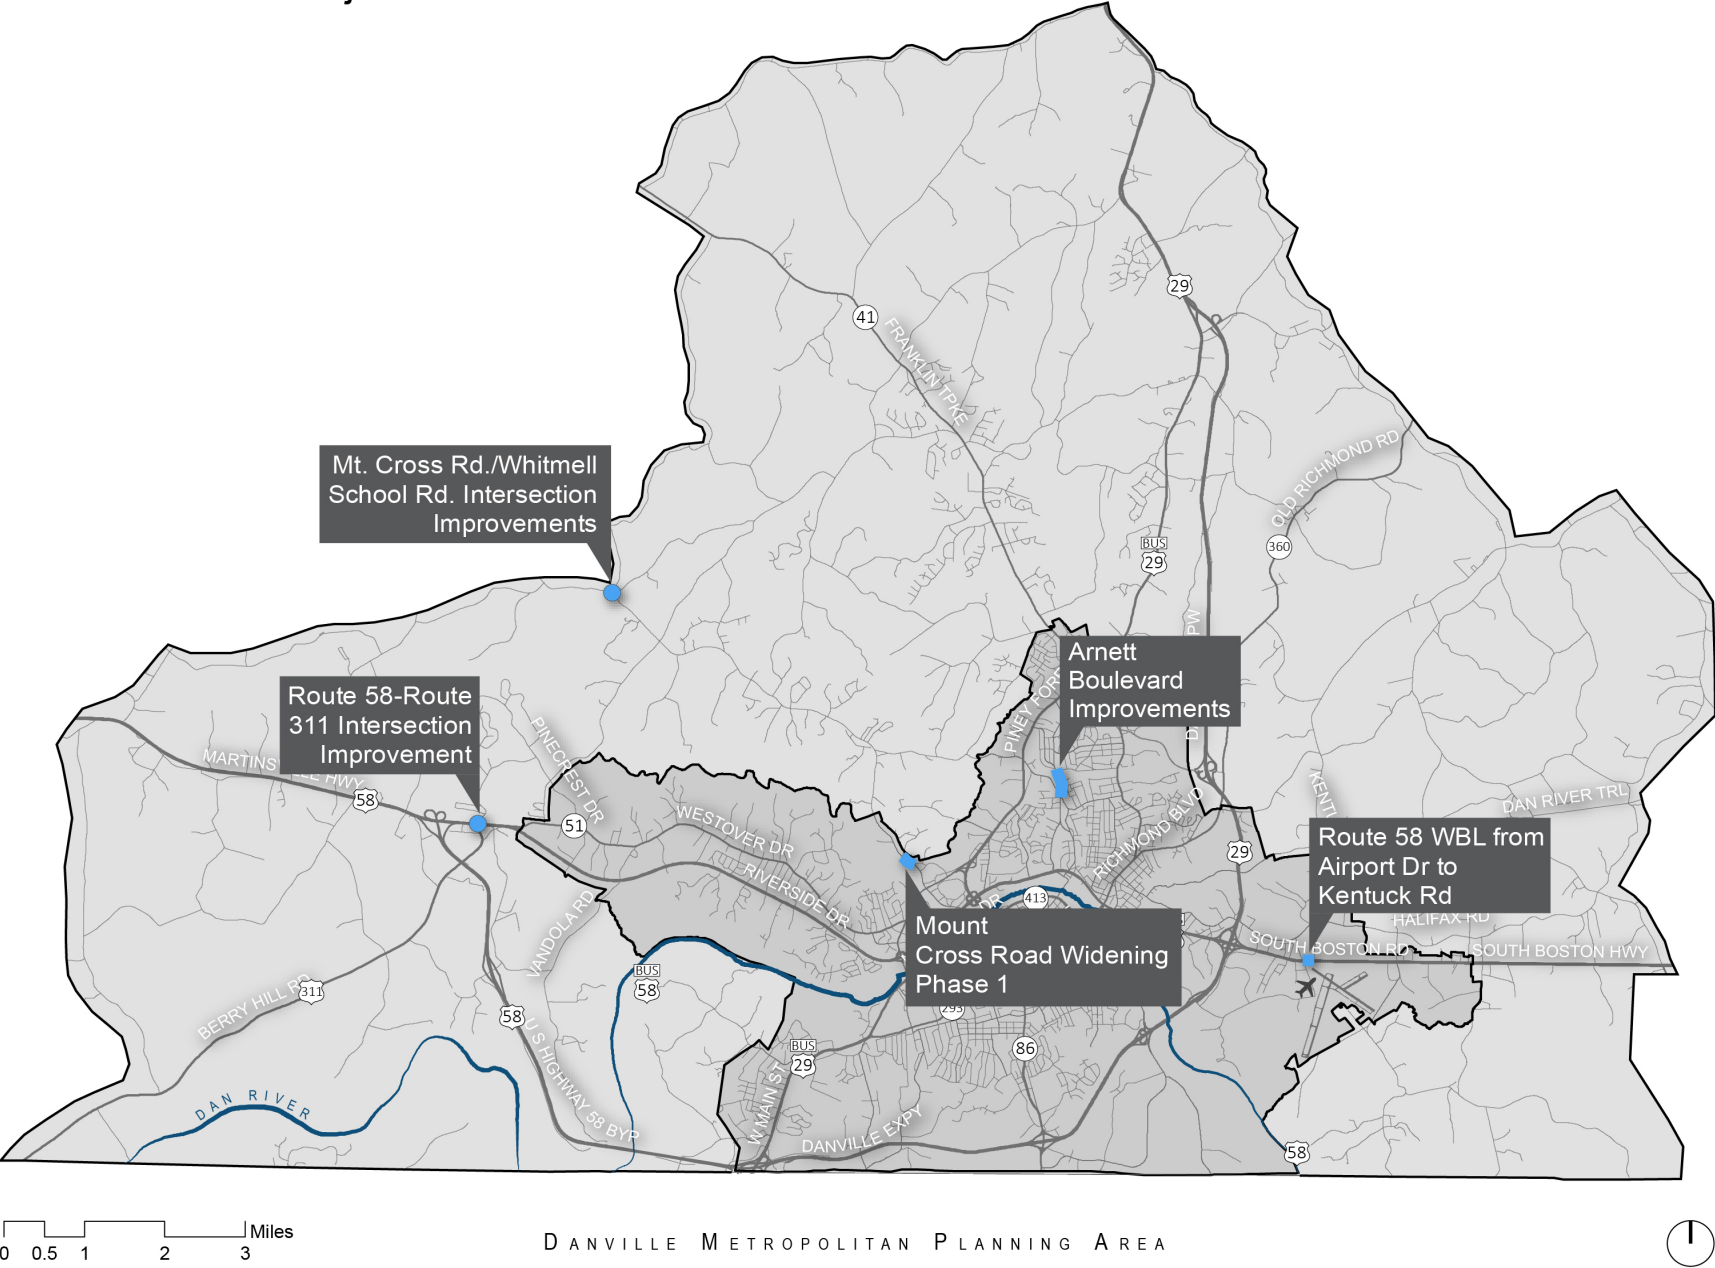 29
41
FRANKLIN TPKE
OLD RICHMOND RD
Mt. Cross Rd./Whitmell
School Rd. Intersection
Improvements
BUS
29
360
Arnett
Boulevard
Improvements
PINEY
Route 58-Route
311 Intersection
Improvement
PINECREST DR
MARTINSVILLE HWY
58
51
WESTOVER DR
RIVERSIDE DR
RICHMOND BLVD
29
DAN RIVER TRL
Route 58 WBL from
Airport Dr to
Kentuck Rd
HALIFAX RD
SOUTH BOSTON RD
SOUTH BOSTON HWY
413
DR
Mount
Cross Road Widening
Phase 1
VANDOLA RD
BUS
58
311
BERRY HILL RD
58
U S HIGHWAY 58 BYP
293
86
BUS
29
W MAIN ST
DANVILLE EXPY
DAN RIVER
58
0 0.5 1 2 3 Miles
DANVILLE METROPOLITAN PLANNING AREA